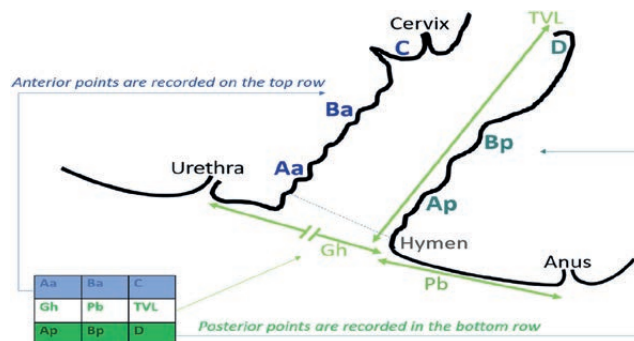 TVL
Cervix
C
D
Anterior points are recorded on the top row
Ba
Bp
Urethra
Aa
Ap
Hymen
Gh
Anus
Pb
Aa Ba C
Gh Pb TVL
Ap Bp D
Posterior points are recorded in the bottom row